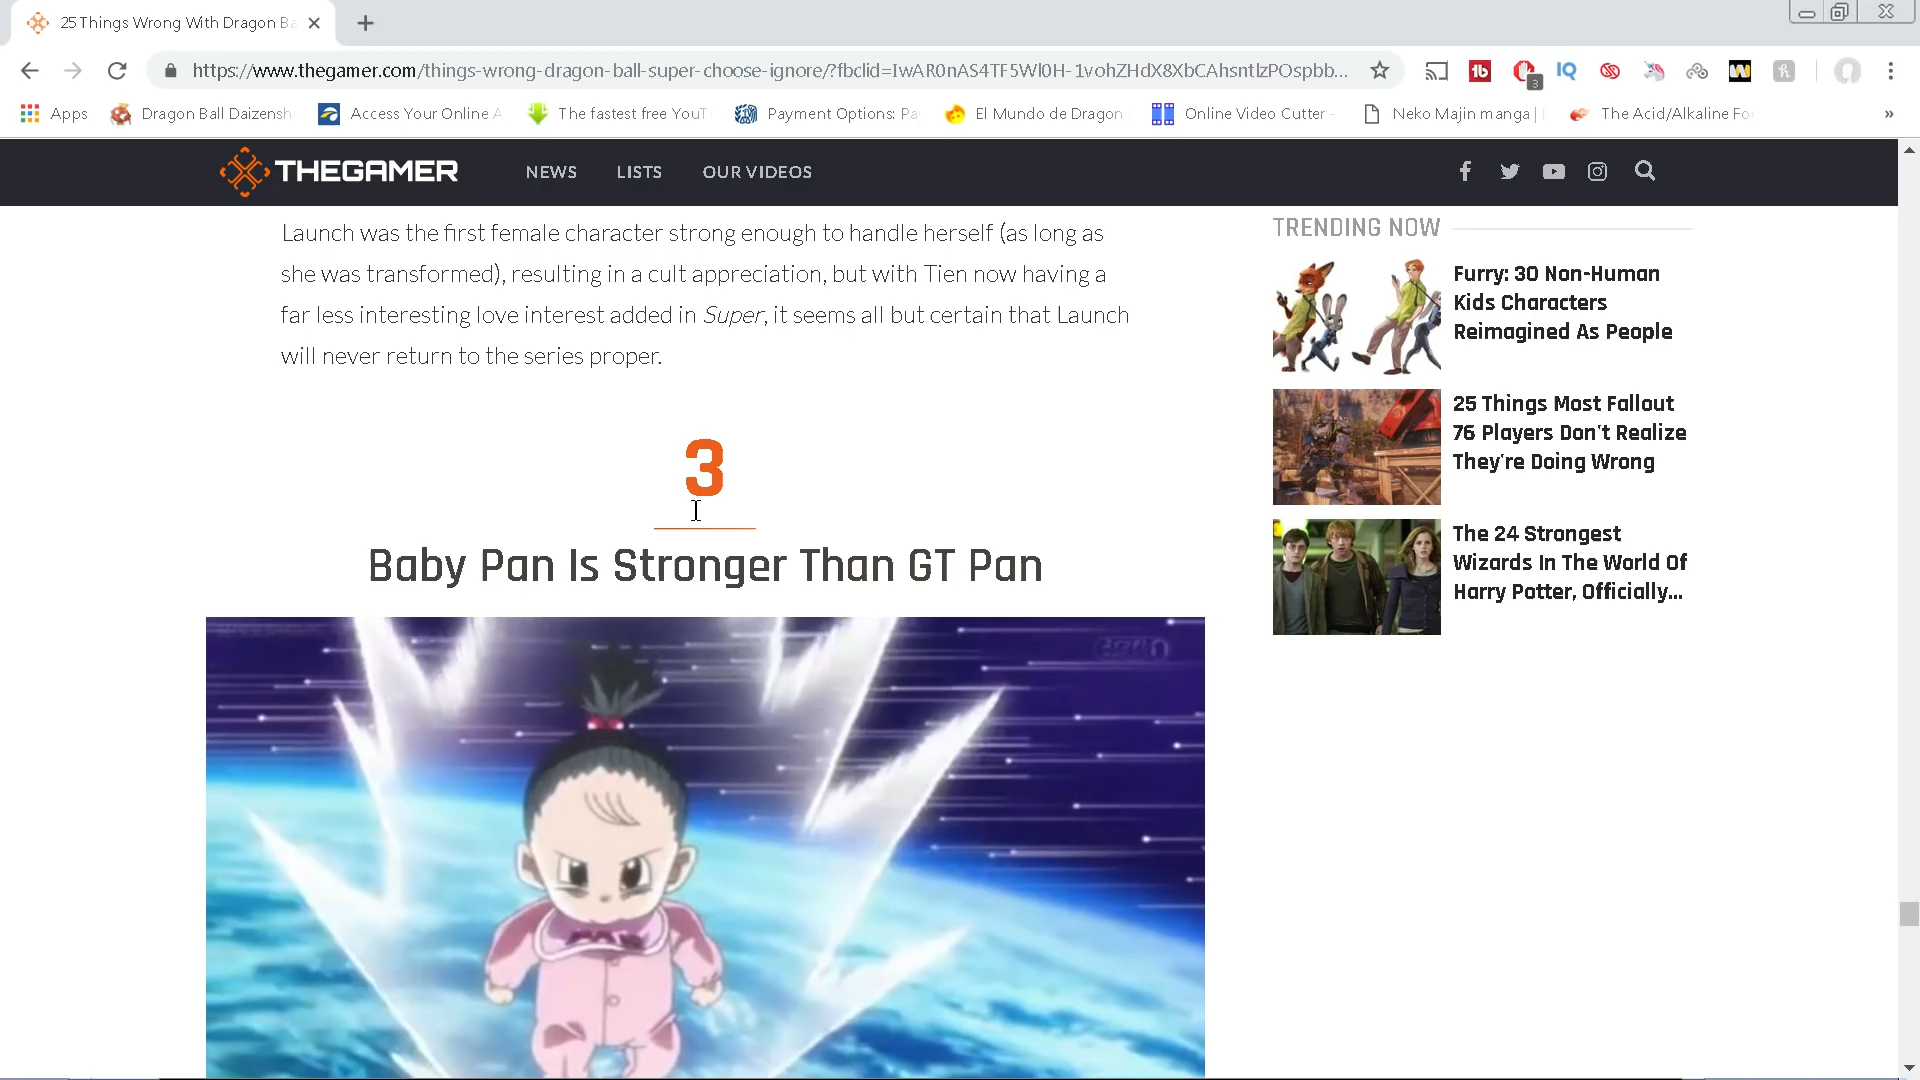 25 Things Wrong With Dragon Ba
https://www.thegamer.com/things-wrong-dragon-ball-super-choose-ignore/?fbclid=IwAR0nAS4TF5Wl0H-1vohZHdX8XbCAhsntlzPOspbb...
3
Apps
Dragon Ball Daizensh
Access Your Online A
The fastest free YouT
Payment Options: Pa
El Mundo de Dragon
Online Video Cutter -
Neko Majin manga |
The Acid/Alkaline Fo
»
THEGAMER
NEWS
LISTS
OUR VIDEOS
Launch was the first female character strong enough to handle herself (as long as
she was transformed), resulting in a cult appreciation, but with Tien now having a
far less interesting love interest added in Super, it seems all but certain that Launch
will never return to the series proper.
3
Baby Pan Is Stronger Than GT Pan
TRENDING NOW
Furry: 30 Non-Human
Kids Characters
Reimagined As People
25 Things Most Fallout
76 Players Don't Realize
They're Doing Wrong
The 24 Strongest
Wizards In The World Of
Harry Potter, Officially...